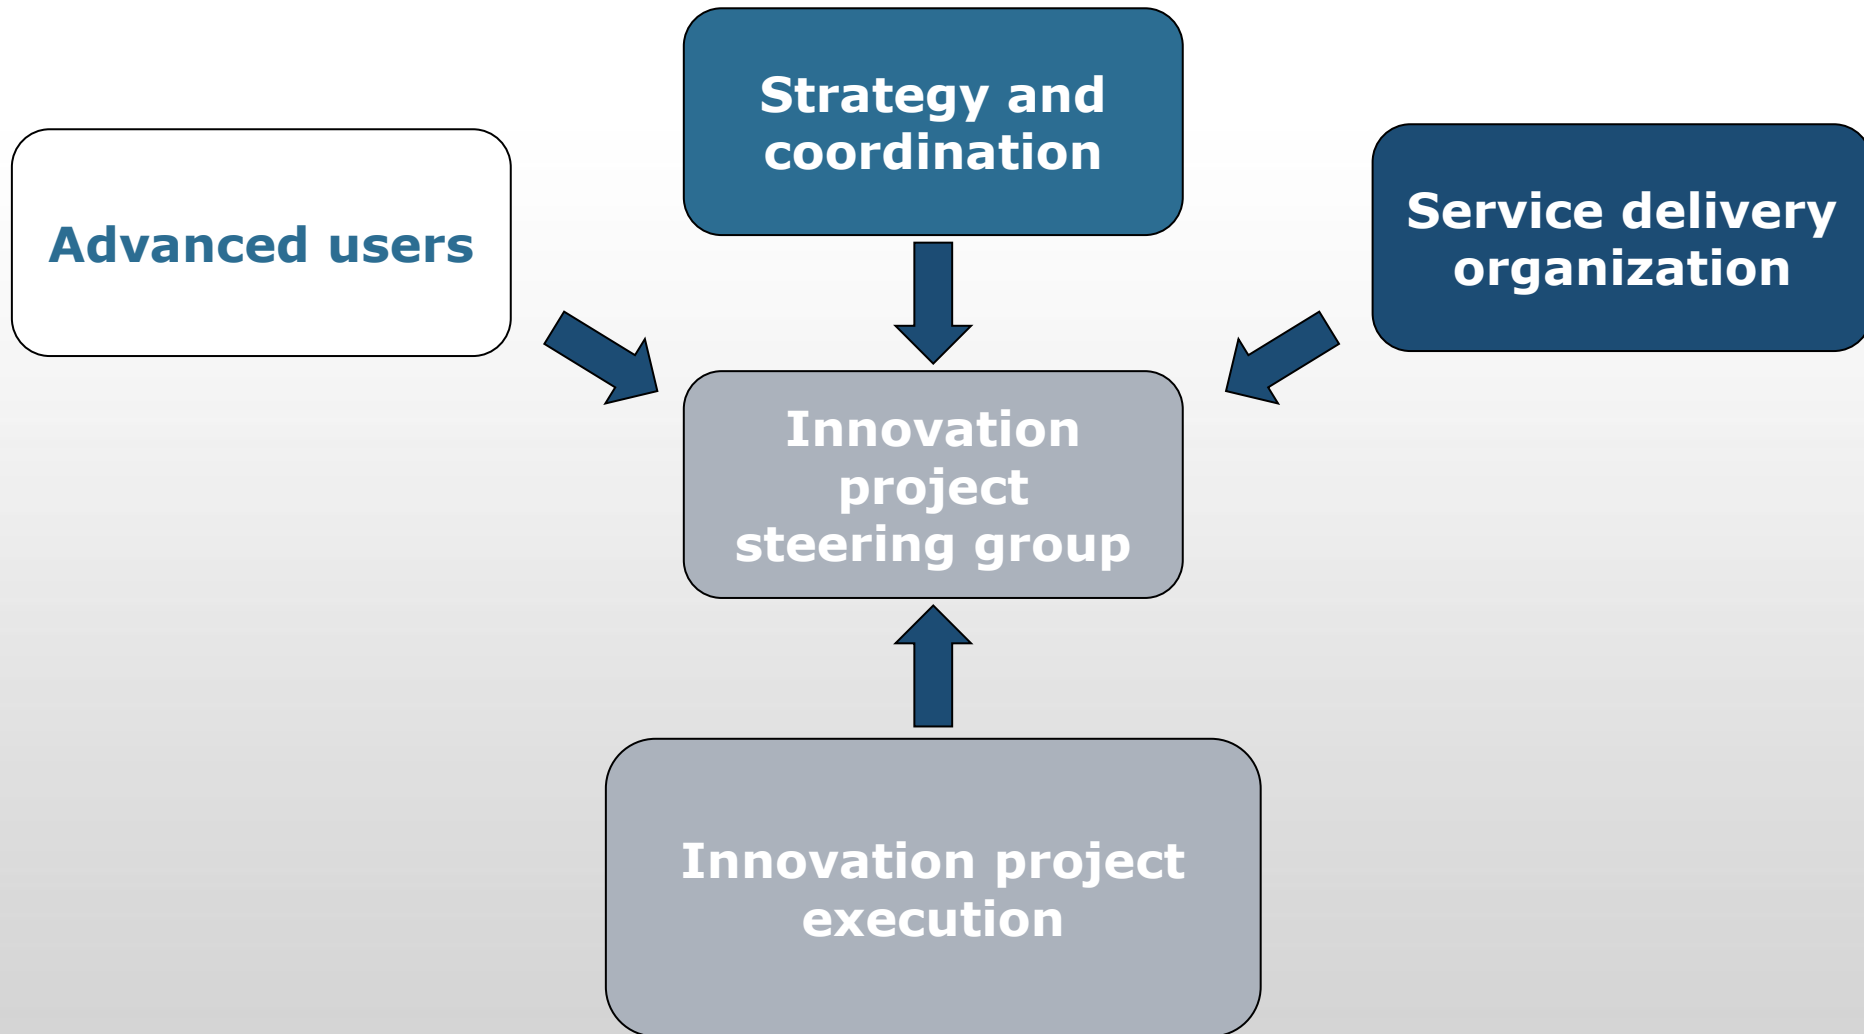 Strategy and
coordination
Advanced users
Service delivery
organization
Innovation
project
steering group
Innovation project
execution